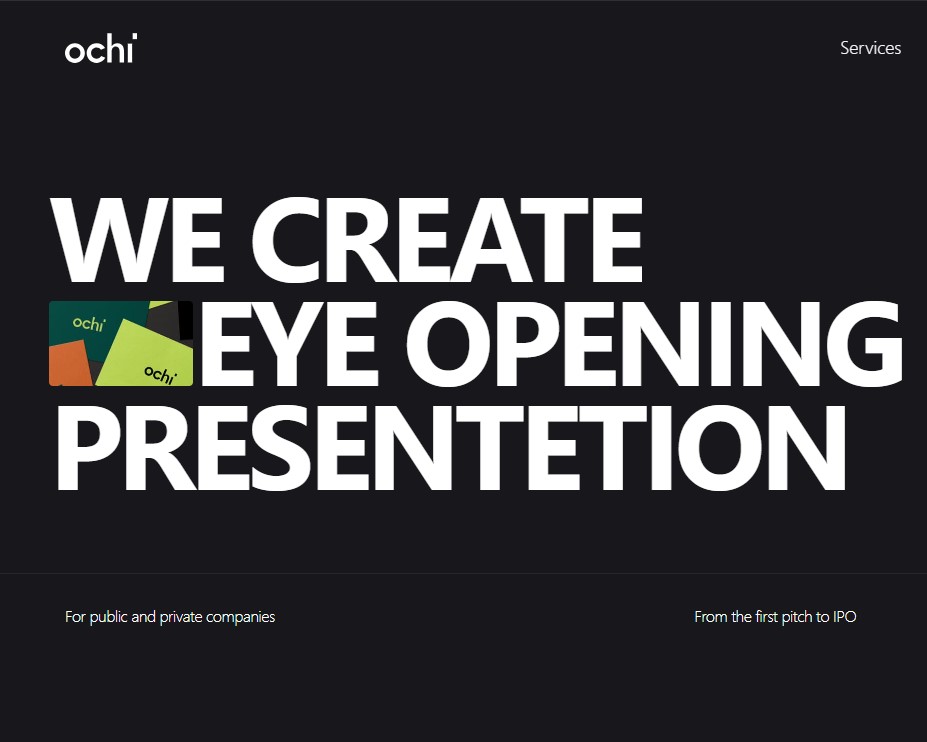 ochi
Services
WE CREATE
ochi
ochi
EYE OPENING
PRESENTETION
For public and private companies
From the first pitch to IPO